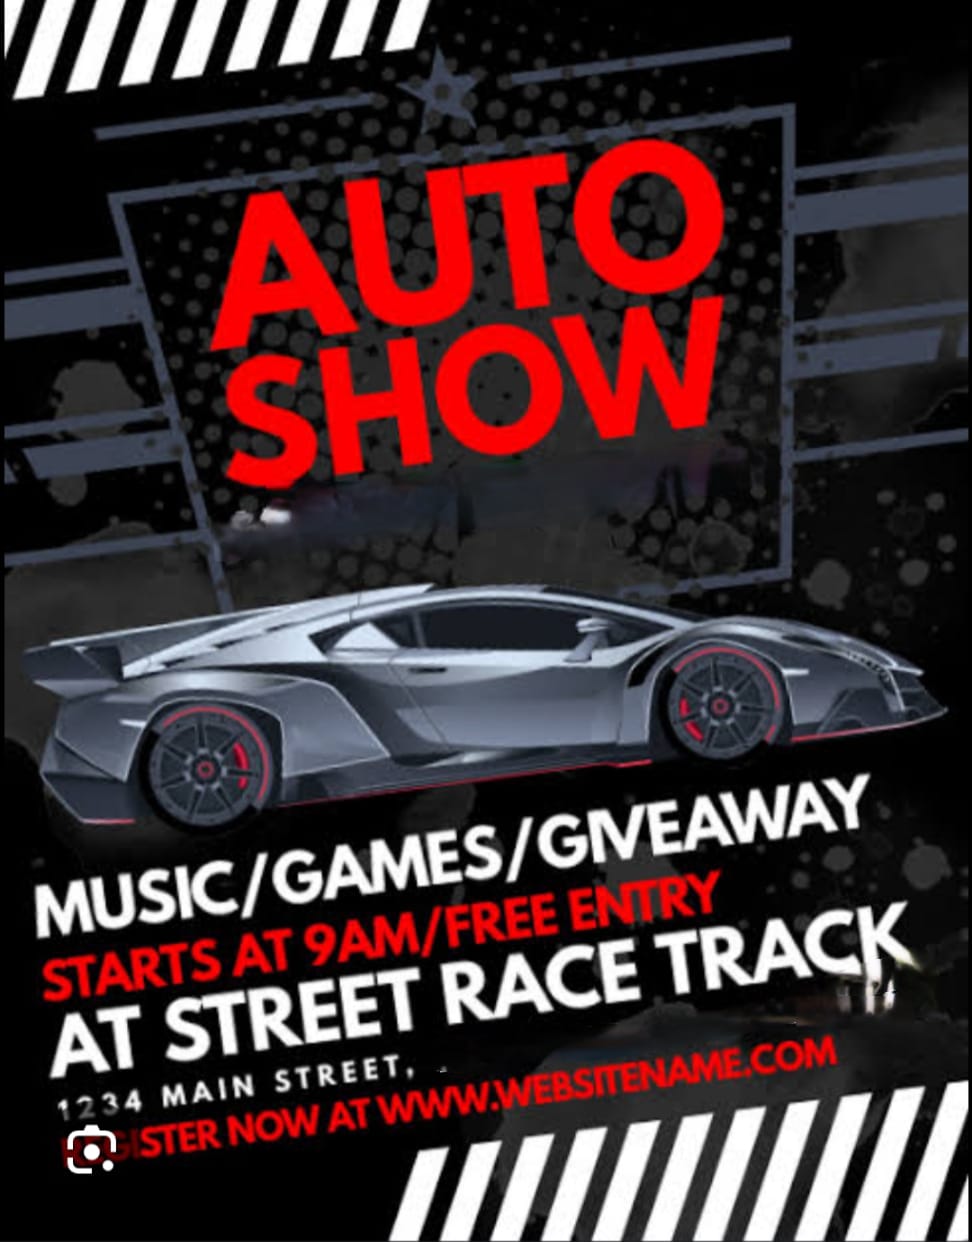 AUTO
SHOW
MUSIC/GAMES/GIVEAWAY
STARTS AT 9AM/FREE ENTRY
AT STREET RACE TRACK
1234 MAIN STREET,
REGISTER NOW AT WWW.WEBSITENAME.COM